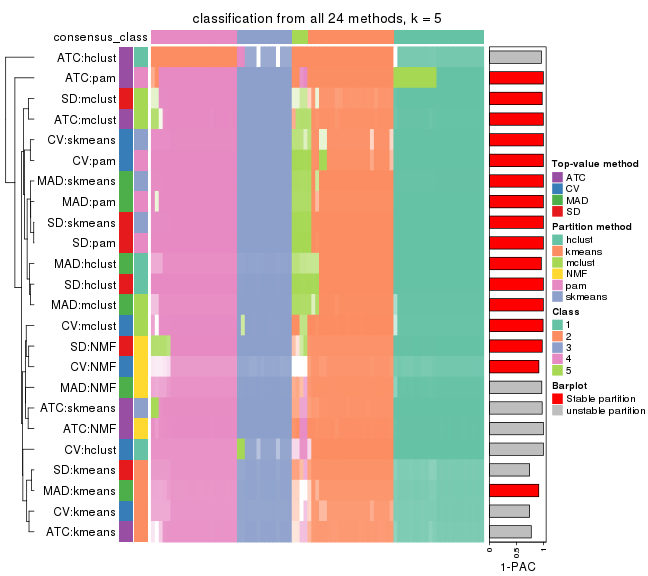 classification from all 24 methods, k = 5
consensus_class
ATC:hclust
ATC:pam
SD:mclust
ATC:mclust
CV:skmeans
CV:pam
MAD:skmeans
MAD:pam
SD:skmeans
SD:pam
MAD:hclust
SD:hclust
MAD:mclust
CV:mclust
SD:NMF
CV:NMF
MAD:NMF
ATC:skmeans
ATC:NMF
CV:hclust
SD:kmeans
MAD:kmeans
CV:kmeans
ATC:kmeans
0
0.5
1
1-PAC
Top-value method
ATC
CV
MAD
SD
Partition method
hclust
kmeans
mclust
NMF
pam
skmeans
Class
1
2
3
4
5
Barplot
Stable partition
unstable partition